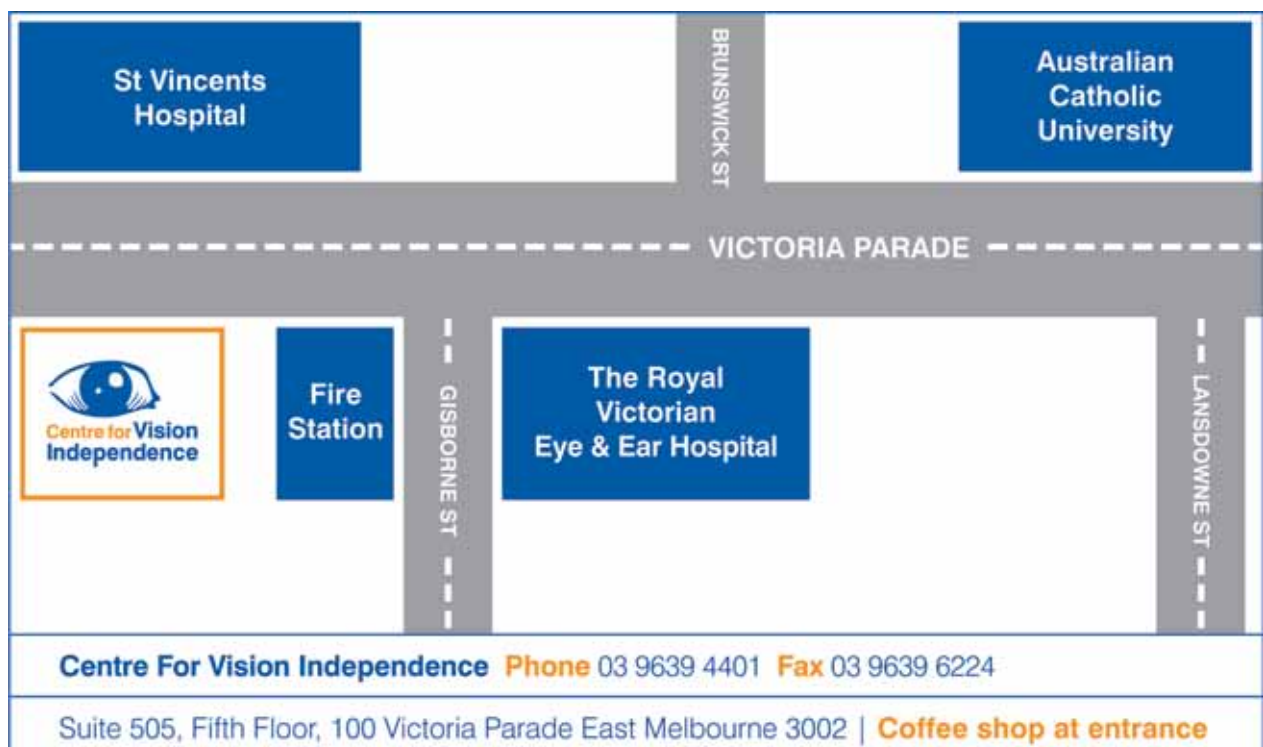 St Vincents
Hospital
BRUNSWICK ST
Australian
Catholic
University
VICTORIA PARADE
Centre for Vision
Independence
Fire
Station
GISBORNE ST
The Royal
Victorian
Eye & Ear Hospital
LANSDOWNE ST
Centre For Vision Independence Phone 03 9639 4401 Fax 03 9639 6224
Suite 505, Fifth Floor, 100 Victoria Parade East Melbourne 3002 | Coffee shop at entrance